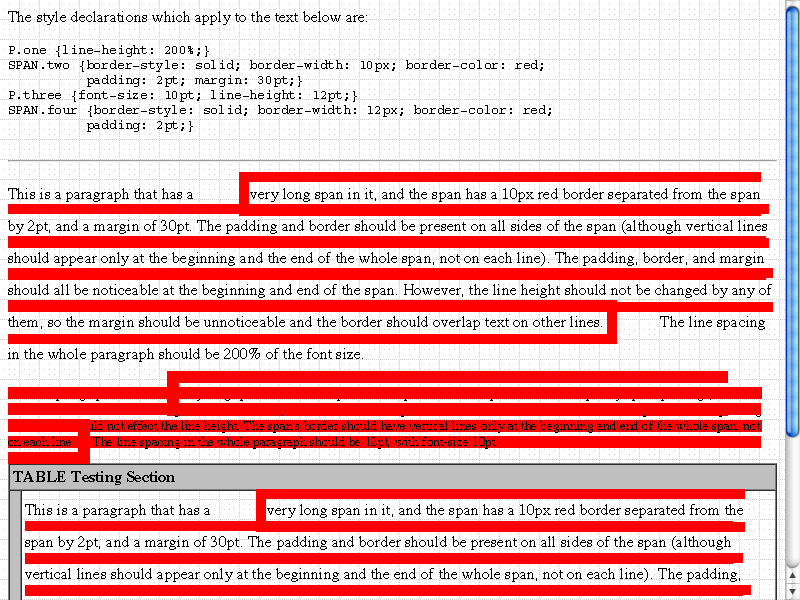 The style declarations which apply to the text below are:
P.one {line-height: 200%;}
SPAN.two {border-style: solid; border-width: 10px; border-color: red;
padding: 2pt; margin: 30pt;}
P.three {font-size: 10pt; line-height: 12pt;}
SPAN.four {border-style: solid; border-width: 12px; border-color: red;
padding: 2pt;}
This is a paragraph that has a very long span in it, and the span has a 10px red border separated from the span
by 2pt, and a margin of 30pt. The padding and border should be present on all sides of the span (although vertical lines
should appear only at the beginning and the end of the whole span, not on each line). The padding, border, and margin
should all be noticeable at the beginning and end of the span. However, the line height should not be changed by any of
them, so the margin should be unnoticeable and the border should overlap text on other lines. The line spacing
in the whole paragraph should be 200% of the font size.
uld not effect the line height. The span's border should have vertical lines only at the beginning and end of the whole span, not
on each line. The line spacing in the whole paragraph should be 12pt, with font-size 10pt.
TABLE Testing Section
This is a paragraph that has a very long span in it, and the span has a 10px red border separated from the
span by 2pt, and a margin of 30pt. The padding and border should be present on all sides of the span (although
vertical lines should appear only at the beginning and the end of the whole span, not on each line). The padding,